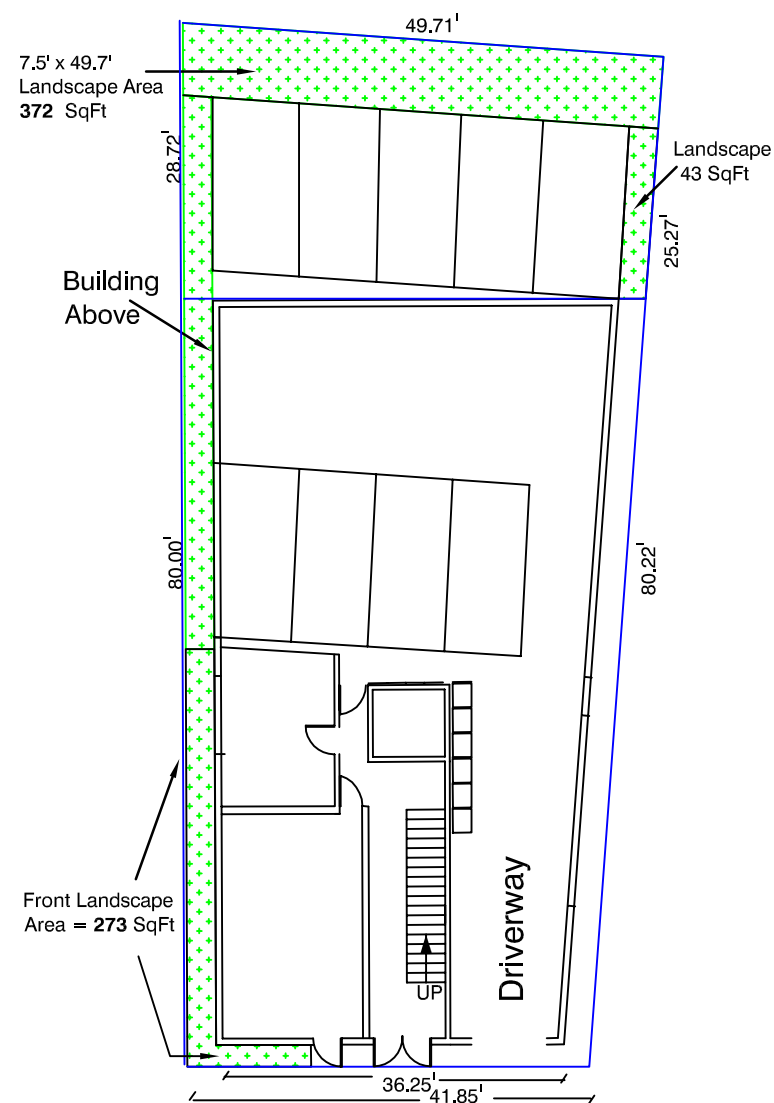 49.71'
7.5' x 49.7'
Landscape Area
372 SqFt
28.72'
Landscape
43 SqFt
25.27'
Building
Above
80.00'
80.22'
Front Landscape
Area = 273 SqFt
Driverway
UP
36.25'
41.85'